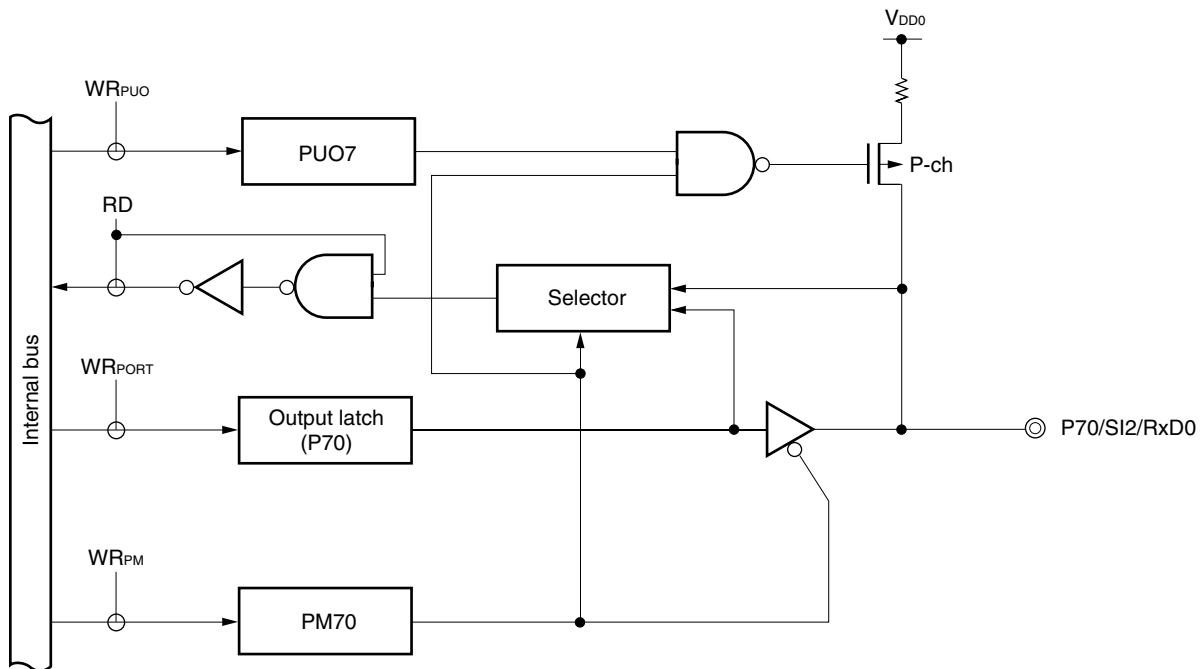 VDD0
WRPUO
PUO7
P-ch
RD
Selector
Internal bus
WRPORT
Output latch
(P70)
P70/SI2/RxD0
WRPM
PM70